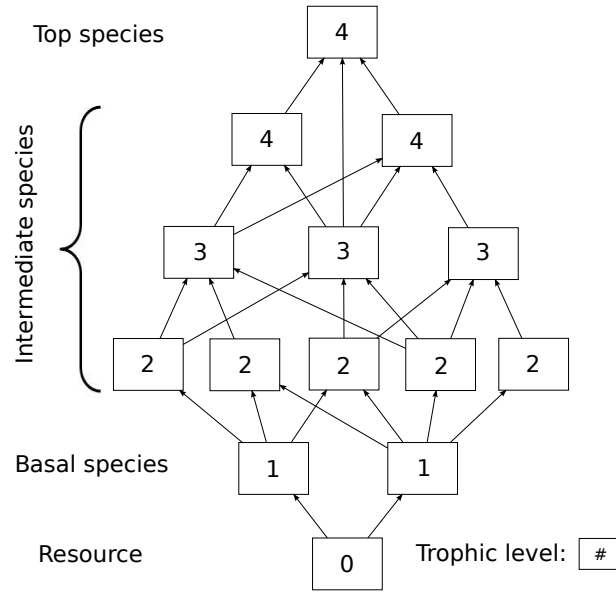 Top species
4
4 4
Intermediate species
3 3 3
2 2 2 2 2
Basal species
1 1
Resource
0
Trophic level: #